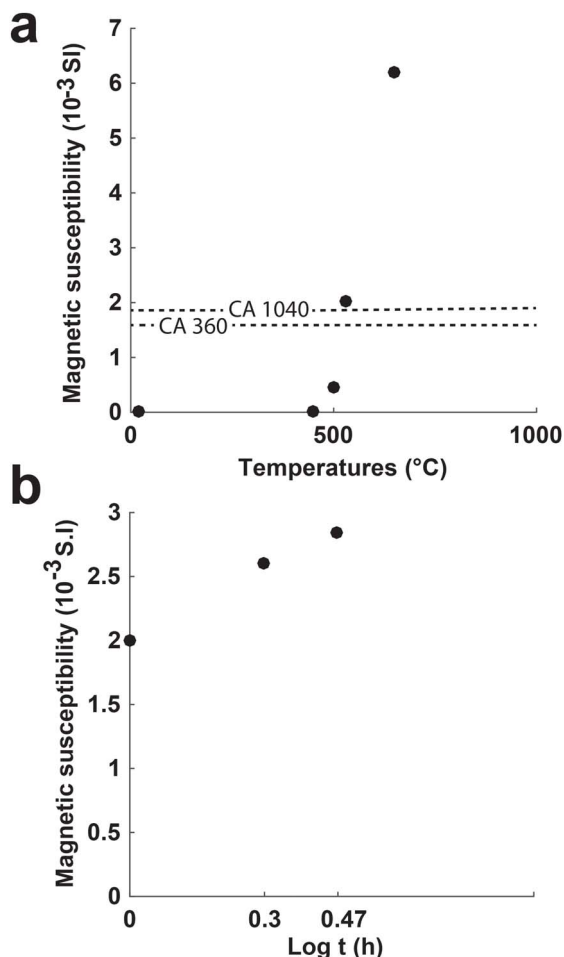 a
Magnetic susceptibility (10-3 SI)
7
6
5
4
3
2
1
0
CA 1040
CA 360
0 500 1000
Temperatures (°C)
b
Magnetic susceptibility (10-3 S.I)
3
2.5
2
1.5
1
0.5
0
0 0.3 0.47
Log t (h)